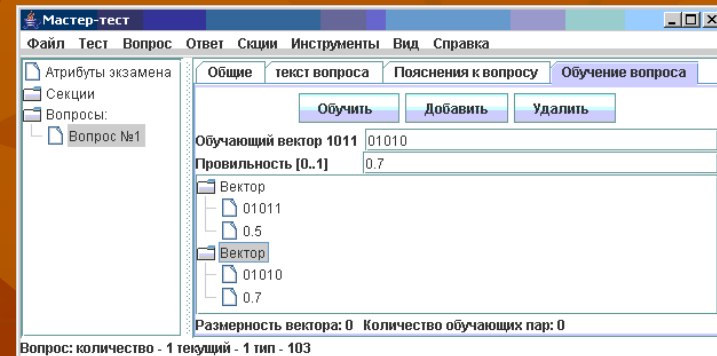 Мастер-тест
Файл Тест Вопрос Ответ Скции Инструменты Вид Справка
Атрибуты экзамена
Секции
Вопросы:
Вопрос №1
Общие текст вопроса Пояснения к вопросу Обучение вопроса
Обучить Добавить Удалить
Обучающий вектор 1011 01010
Провильность [0..1] 0.7
Вектор
01011
0.5
Вектор
01010
0.7
Размерность вектора: 0 Количество обучающих пар: 0
Вопрос: количество - 1 текущий - 1 тип - 103